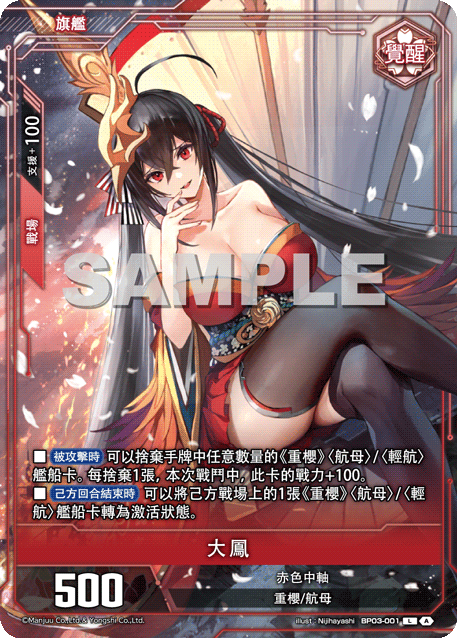 旗艦
覺醒
支援+100
戰場
SAMPLE
■ 被攻擊時 可以捨棄手牌中任意數量的《重櫻》〈航母〉/〈輕航〉
艦船卡。每捨棄1張, 本次戰鬥中, 此卡的戰力+100。
■ 己方回合結束時 可以將己方戰場上的1張《重櫻》〈航母〉/〈輕
航〉艦船卡轉為激活狀態。
大鳳
500
赤色中軸
重櫻/航母
©Manjuu Co.,Ltd. & Yongshi Co.,Ltd.
illust : Nijihayashi BP03-001 L A